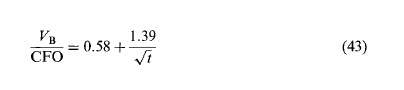 V_B/CFO = 0.58 + 1.39/√t (43)